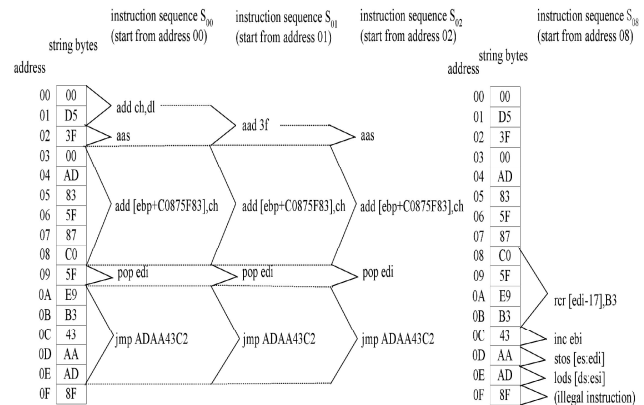 instruction sequence S00 instruction sequence S01 instruction sequence S02 instruction sequence S08
(start from address 00) (start from address 01) (start from address 02) (start from address 08)
string bytes string bytes
address address
00 00 add ch,dl 00 00
01 D5 aad 3f 01 D5
02 3F aas aas 02 3F
03 00 03 00
04 AD 04 AD
05 83 add [ebp+C0875F83],ch add [ebp+C0875F83],ch add [ebp+C0875F83],ch 05 83
06 5F 06 5F
07 87 07 87
08 C0 08 C0
09 5F pop edi pop edi pop edi 09 5F
0A E9 0A E9 rcr [edi-17],B3
0B B3 0B B3
0C 43 jmp ADAA43C2 jmp ADAA43C2 jmp ADAA43C2 0C 43 inc ebi
0D AA 0D AA stos [es:edi]
0E AD 0E AD lods [ds:esi]
0F 8F 0F 8F (illegal instruction)